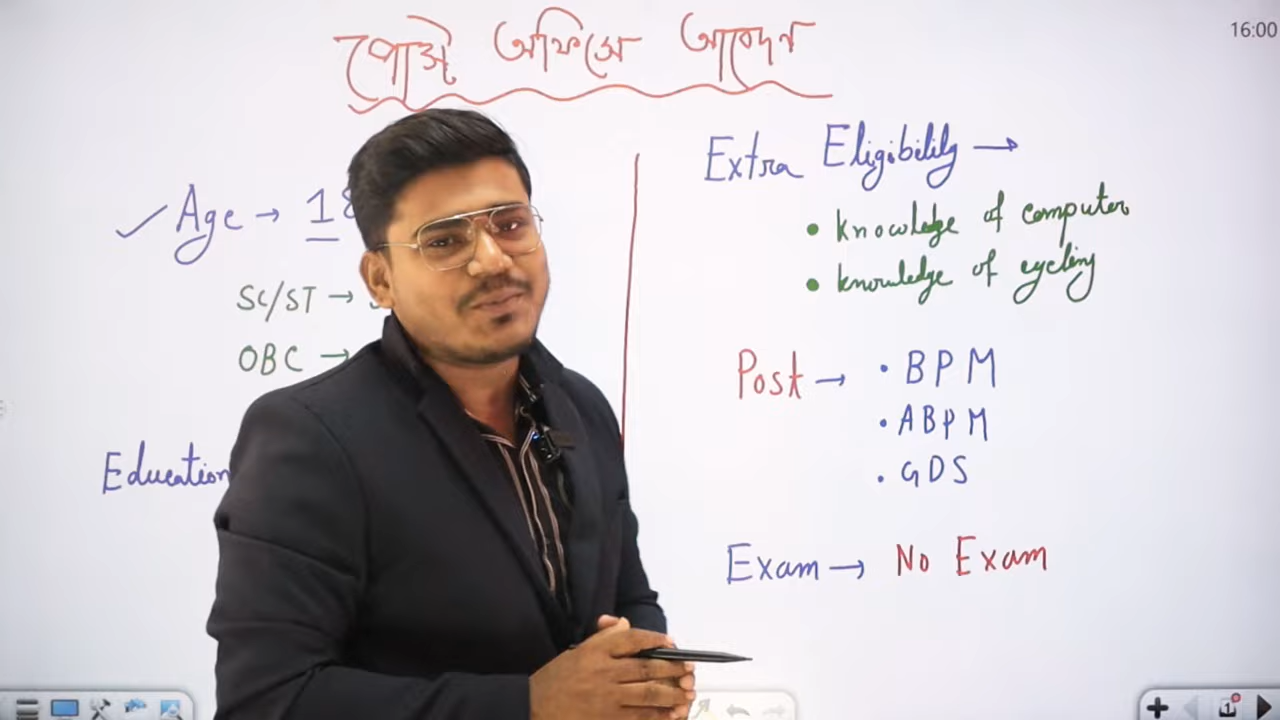 পোস্ট অফিসে আবেদন
16:00
✓ Age → 18
SC/ST →
OBC →
Education
Extra Eligibility →
• knowledge of computer
• knowledge of cycling
Post → • BPM
• ABPM
• GDS
Exam → No Exam
1